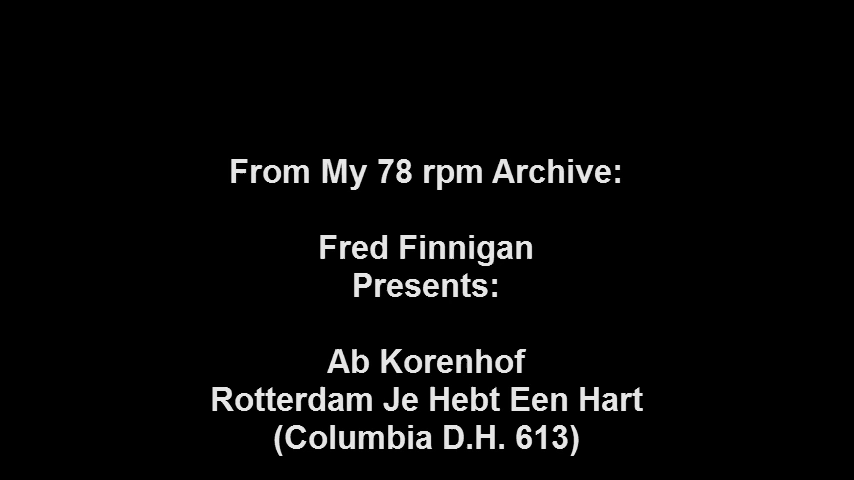 From My 78 rpm Archive:
Fred Finnigan
Presents:
Ab Korenhof
Rotterdam Je Hebt Een Hart
(Columbia D.H. 613)